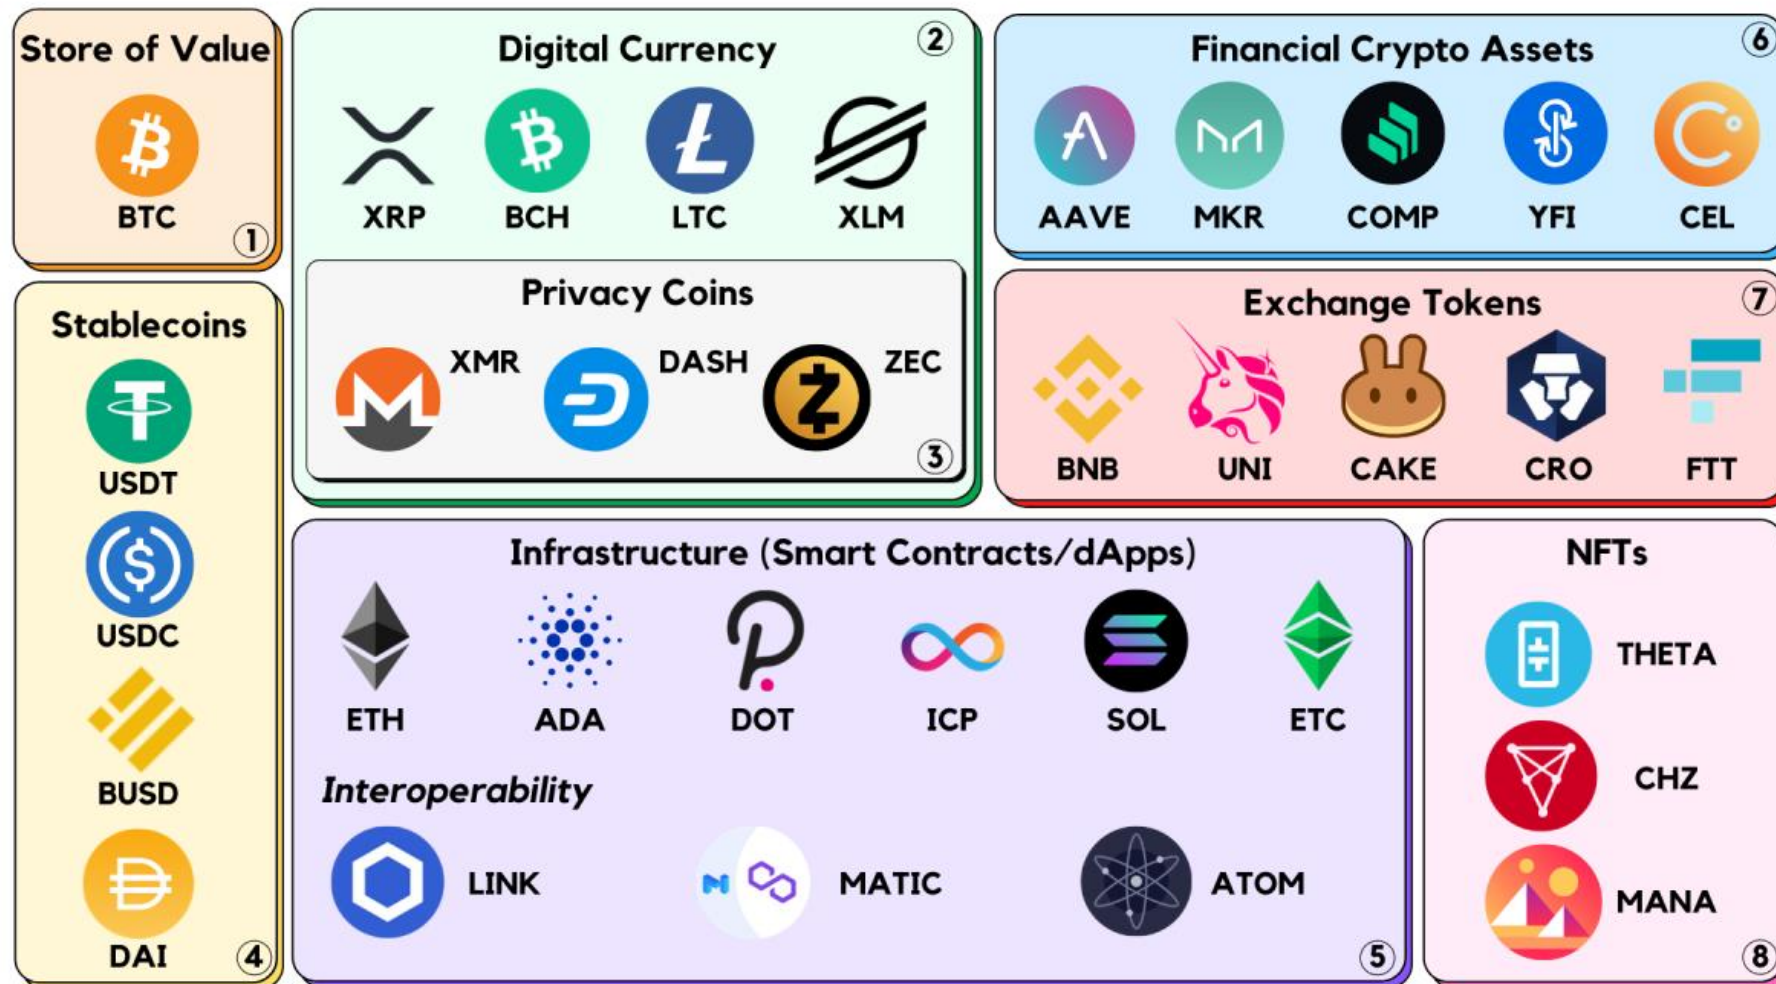 Store of Value
BTC
①
Digital Currency
②
XRP BCH LTC XLM
Privacy Coins
XMR DASH ZEC
③
Stablecoins
USDT
USDC
BUSD
DAI
④
Infrastructure (Smart Contracts/dApps)
ETH ADA DOT ICP SOL ETC
Interoperability
LINK MATIC ATOM
⑤
Financial Crypto Assets
⑥
AAVE MKR COMP YFI CEL
Exchange Tokens
⑦
BNB UNI CAKE CRO FTT
NFTs
THETA
CHZ
MANA
⑧